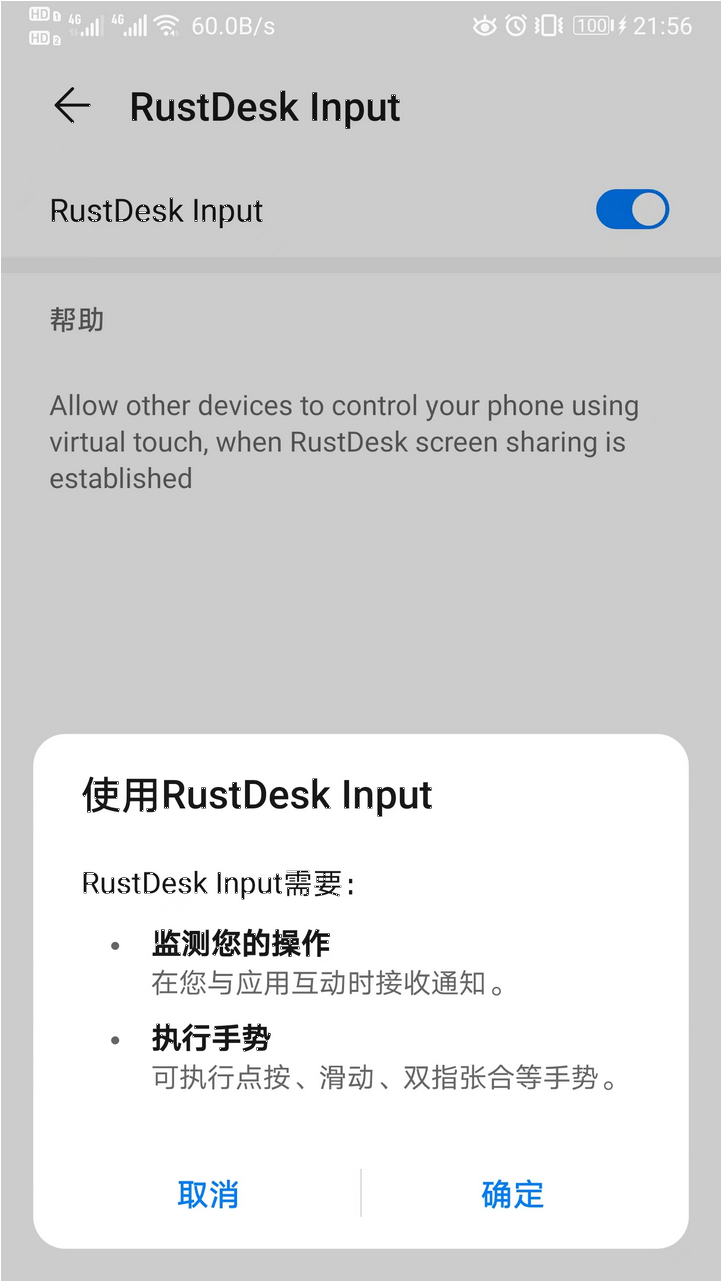 HD 1 4G 4G 60.0B/s 100 21:56
HD 2
RustDesk Input
RustDesk Input
帮助
Allow other devices to control your phone using
virtual touch, when RustDesk screen sharing is
established
使用RustDesk Input
RustDesk Input需要：
• 监测您的操作
在您与应用互动时接收通知。
• 执行手势
可执行点按、滑动、双指张合等手势。
取消 确定